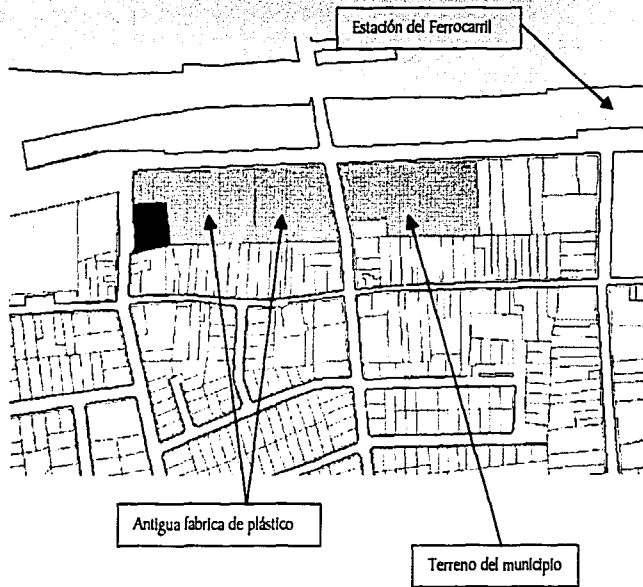 Estación del Ferrocarril
Antigua fabrica de plástico
Terreno del municipio